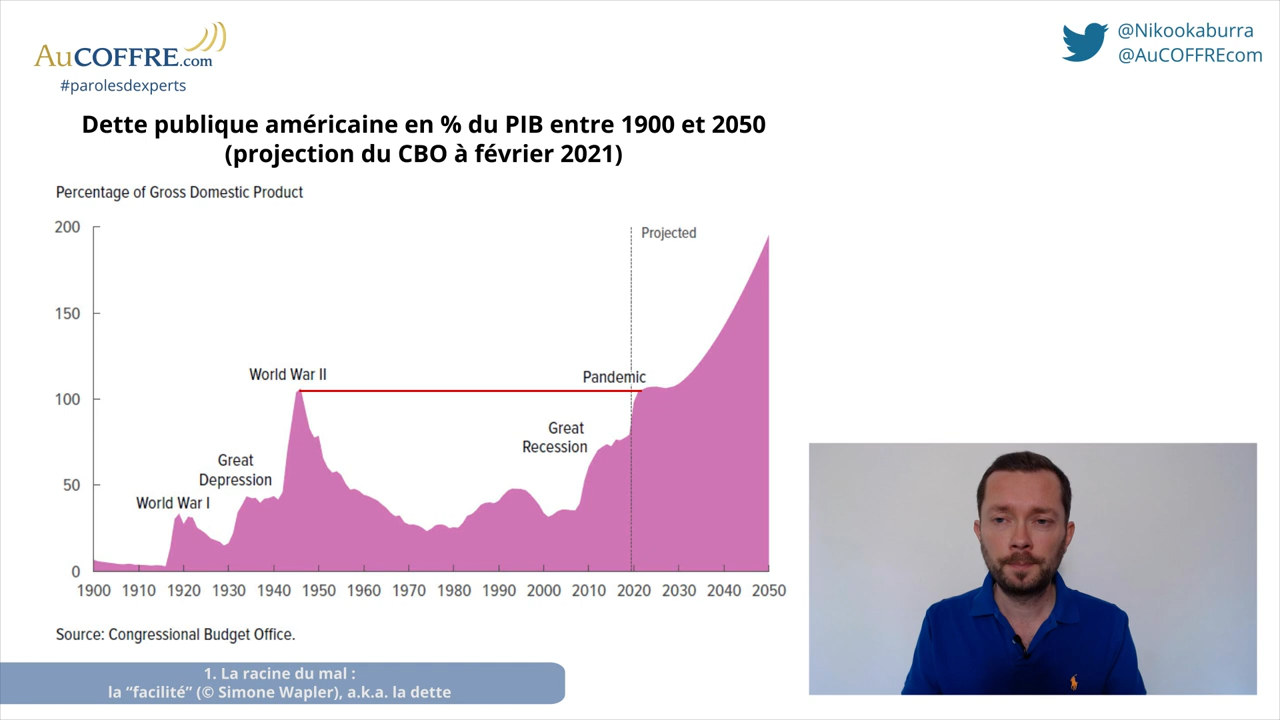 AuCOFFRE.com
#parolesdexperts
@Nikookaburra
@AuCOFFREcom
Dette publique américaine en % du PIB entre 1900 et 2050
(projection du CBO à février 2021)
Percentage of Gross Domestic Product
200
150
100
50
0
Projected
World War II
Pandemic
Great
Recession
Great
Depression
World War I
1900 1910 1920 1930 1940 1950 1960 1970 1980 1990 2000 2010 2020 2030 2040 2050
Source: Congressional Budget Office.
1. La racine du mal :
la “facilité” (© Simone Wapler), a.k.a. la dette